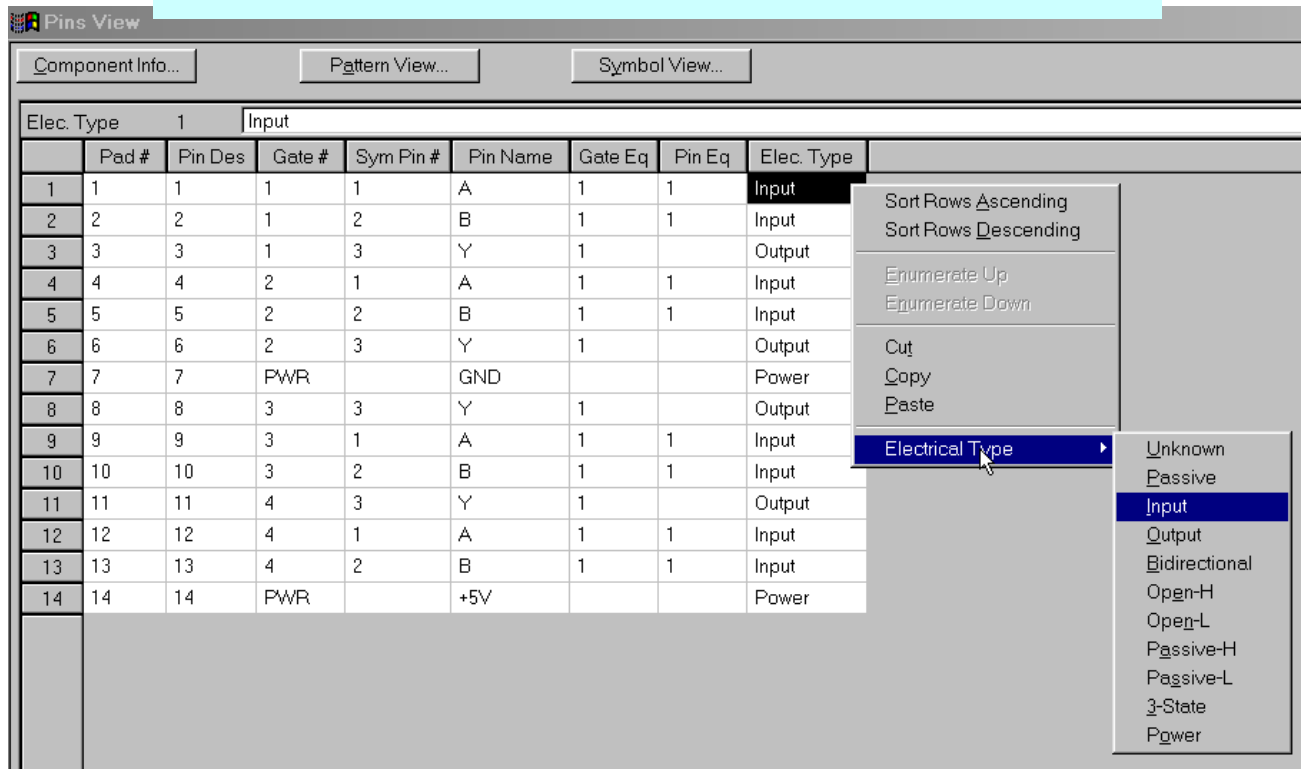 Pins View
Component Info... Pattern View... Symbol View...
Elec. Type 1 Input
Pad # Pin Des Gate # Sym Pin # Pin Name Gate Eq Pin Eq Elec. Type
1 1 1 1 1 A 1 1 Input
2 2 2 1 2 B 1 1 Input
3 3 3 1 3 Y 1 Output
4 4 4 2 1 A 1 1 Input
5 5 5 2 2 B 1 1 Input
6 6 6 2 3 Y 1 Output
7 7 7 PWR GND Power
8 8 8 3 3 Y 1 Output
9 9 9 3 1 A 1 1 Input
10 10 10 3 2 B 1 1 Input
11 11 11 4 3 Y 1 Output
12 12 12 4 1 A 1 1 Input
13 13 13 4 2 B 1 1 Input
14 14 14 PWR +5V Power
Sort Rows Ascending
Sort Rows Descending
Enumerate Up
Enumerate Down
Cut
Copy
Paste
Electrical Type
Unknown
Passive
Input
Output
Bidirectional
Open-H
Open-L
Passive-H
Passive-L
3-State
Power